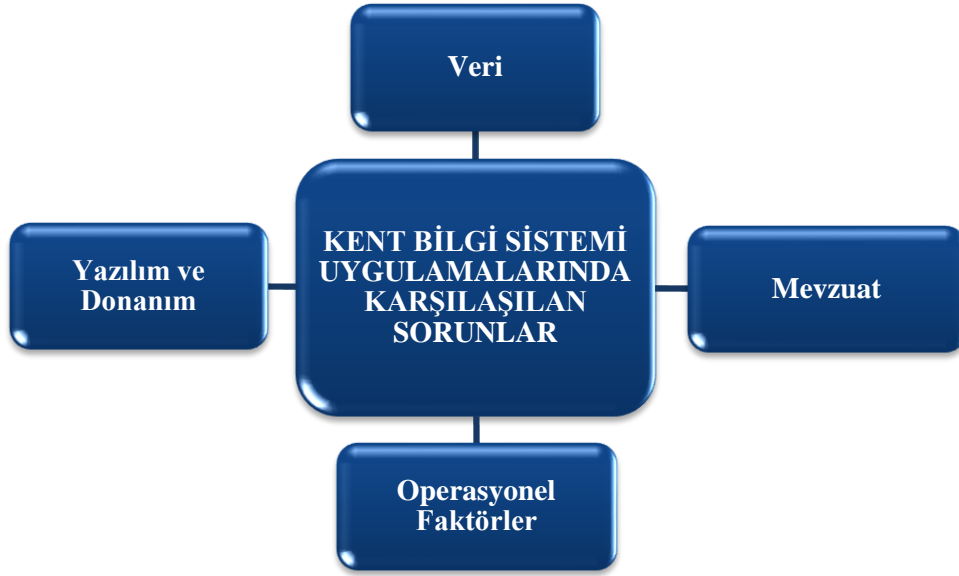 Veri
KENT BİLGİ SİSTEMİ
UYGULAMALARINDA
KARŞILAŞILAN
SORUNLAR
Yazılım ve
Donanım
Mevzuat
Operasyonel
Faktörler